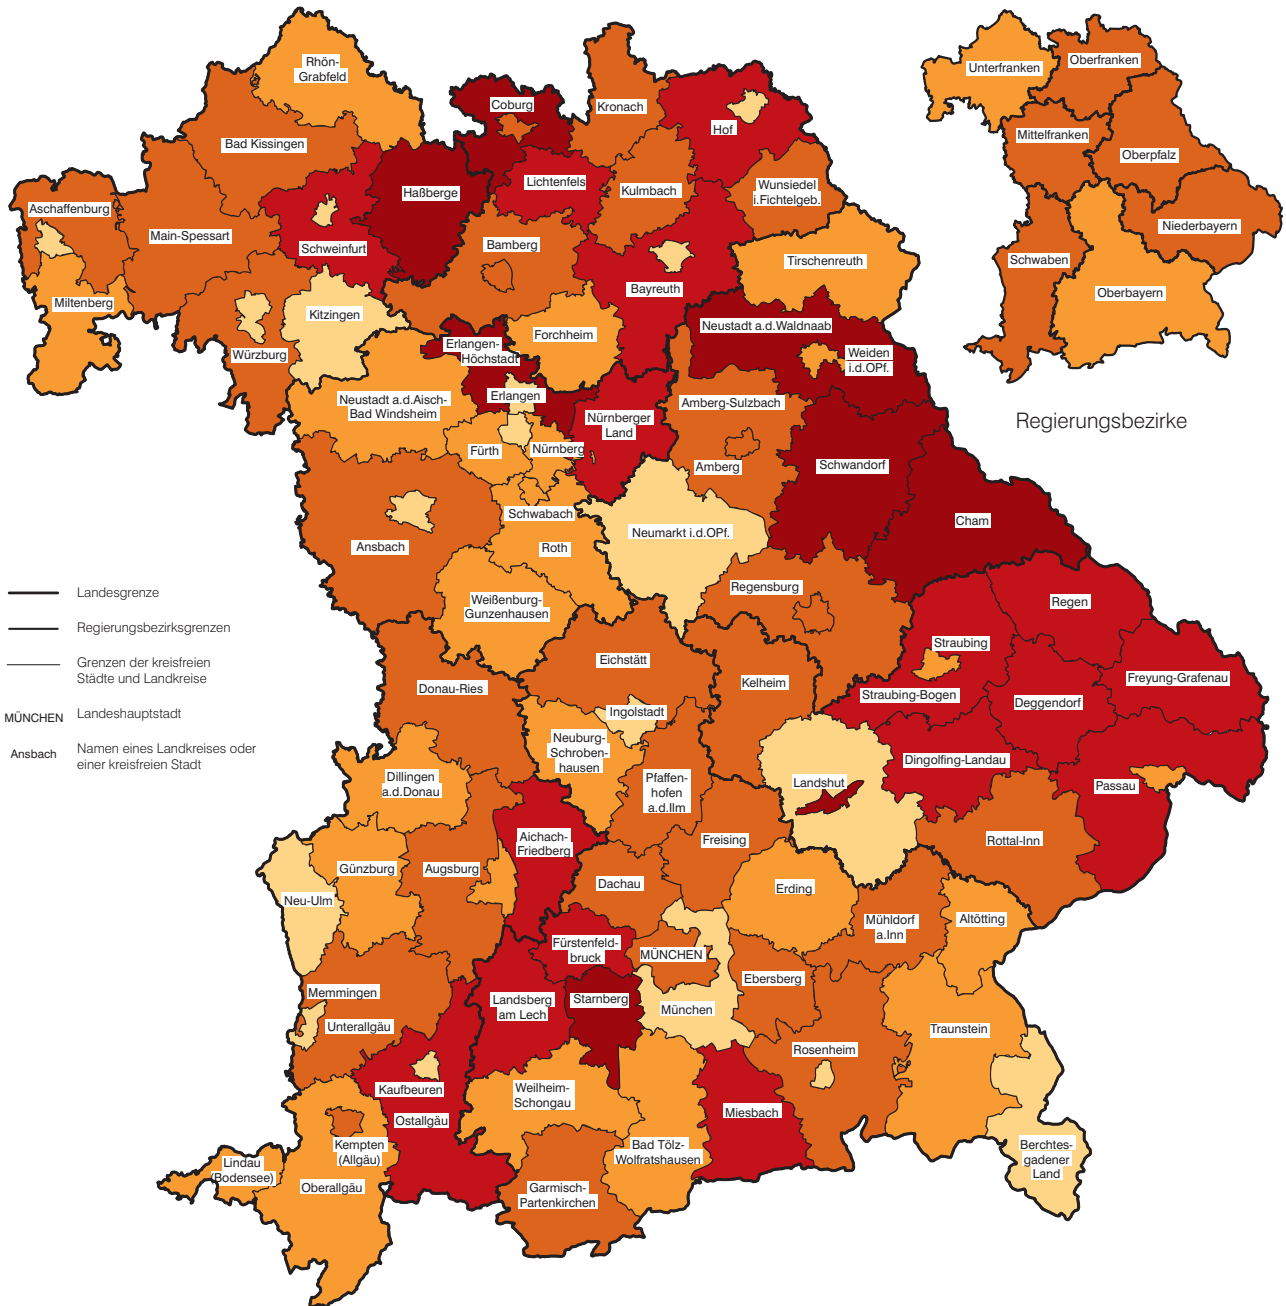 Rhön-
Grabfeld
Coburg
Kronach
Hof
Bad Kissingen
Haßberge
Lichtenfels
Kulmbach
Wunsiedel
i.Fichtelgeb.
Aschaffenburg
Main-Spessart
Schweinfurt
Bamberg
Tirschenreuth
Bayreuth
Miltenberg
Kitzingen
Würzburg
Forchheim
Erlangen-
Höchstadt
Neustadt a.d.Waldnaab
Weiden
i.d.OPf.
Neustadt a.d.Aisch-
Bad Windsheim
Erlangen
Nürnberger
Land
Amberg-Sulzbach
Fürth
Nürnberg
Amberg
Schwandorf
Schwabach
Neumarkt i.d.OPf.
Cham
Ansbach
Roth
Weißenburg-
Gunzenhausen
Regensburg
Regen
Straubing
Eichstätt
Donau-Ries
Kelheim
Straubing-Bogen
Deggendorf
Freyung-Grafenau
Ingolstadt
Neuburg-
Schroben-
hausen
Dingolfing-Landau
Dillingen
a.d.Donau
Pfaffen-
hofen
a.d.Ilm
Landshut
Passau
Aichach-
Friedberg
Freising
Rottal-Inn
Günzburg
Augsburg
Dachau
Erding
Neu-Ulm
Mühldorf
a.Inn
Altötting
Fürstenfeld-
bruck
MÜNCHEN
Ebersberg
Memmingen
Landsberg
am Lech
Starnberg
München
Unterallgäu
Traunstein
Rosenheim
Kaufbeuren
Weilheim-
Schongau
Miesbach
Ostallgäu
Kempten
(Allgäu)
Bad Tölz-
Wolfratshausen
Berchtes-
gadener
Land
Lindau
(Bodensee)
Oberallgäu
Garmisch-
Partenkirchen
Unterfranken
Oberfranken
Mittelfranken
Oberpfalz
Niederbayern
Schwaben
Oberbayern
Regierungsbezirke
Landesgrenze
Regierungsbezirksgrenzen
Grenzen der kreisfreien
Städte und Landkreise
MÜNCHEN Landeshauptstadt
Ansbach Namen eines Landkreises oder
einer kreisfreien Stadt